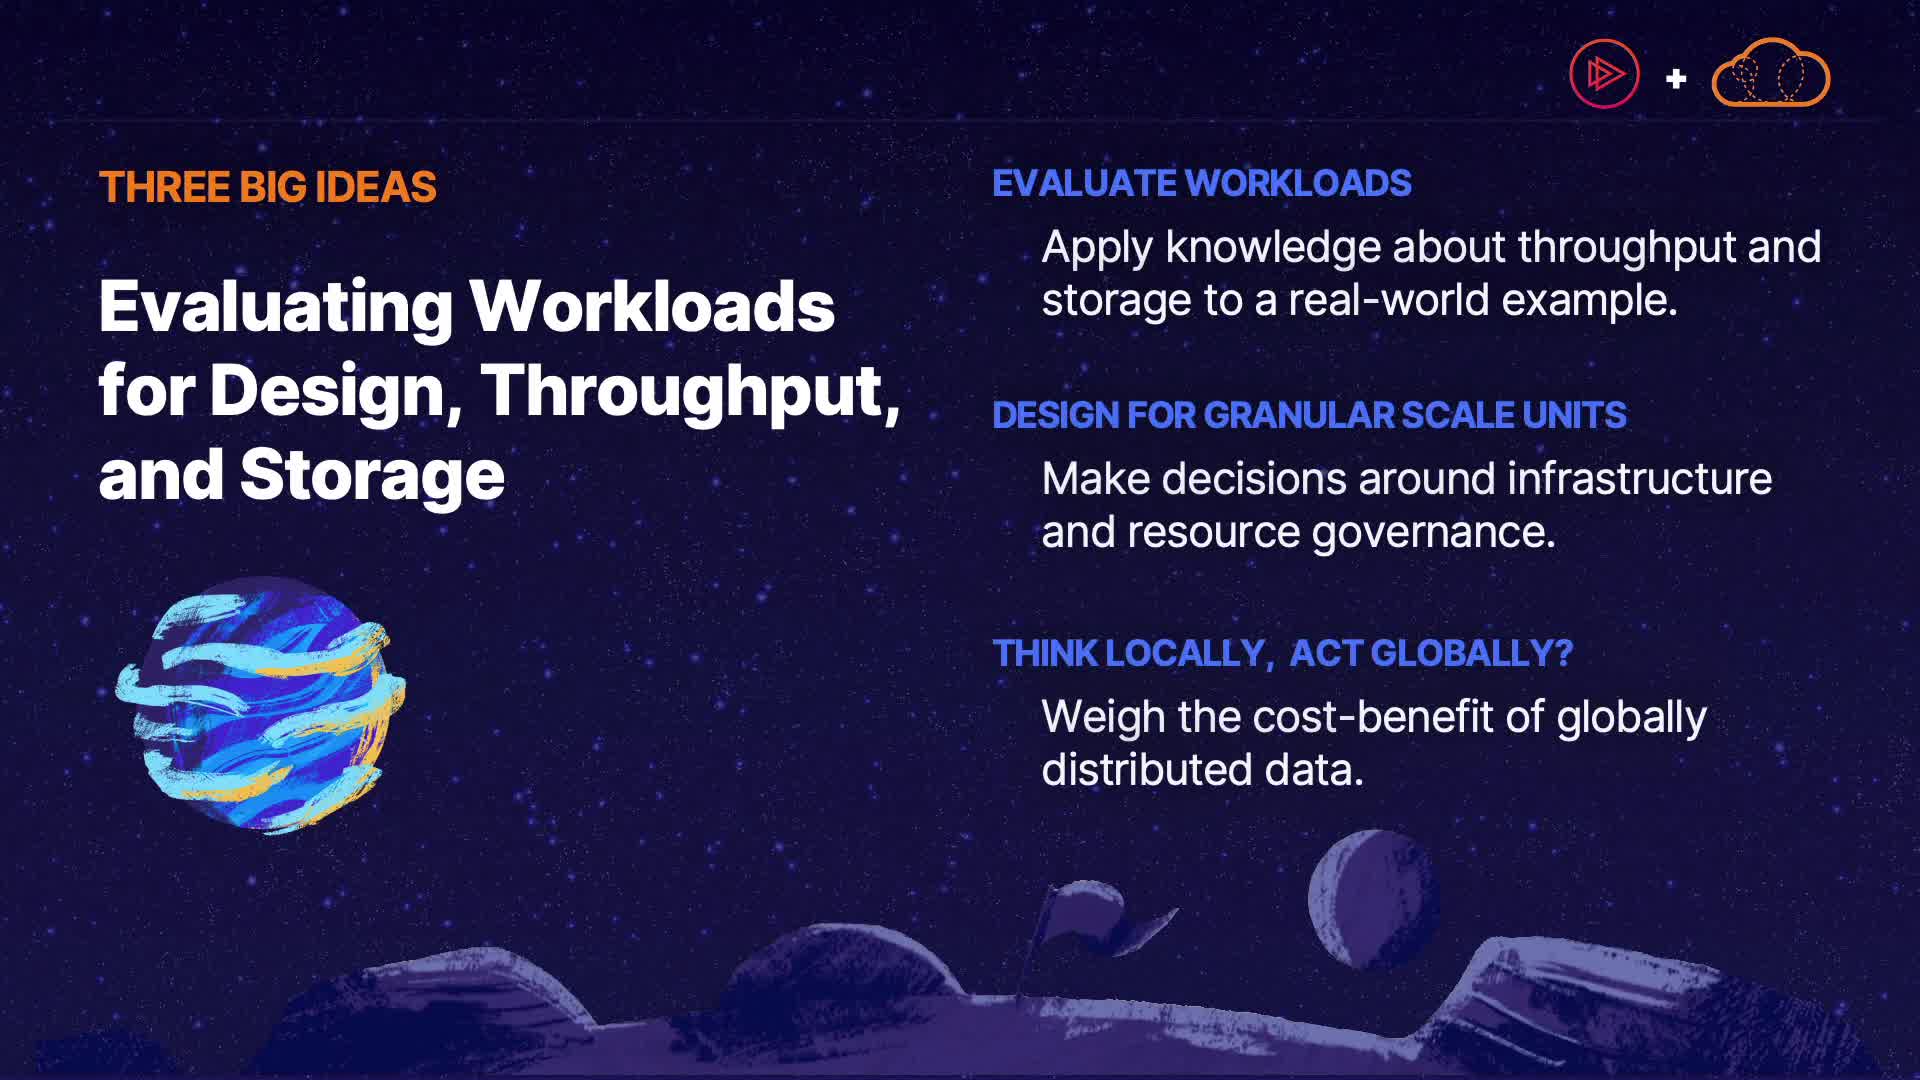 THREE BIG IDEAS
Evaluating Workloads
for Design, Throughput,
and Storage
EVALUATE WORKLOADS
Apply knowledge about throughput and
storage to a real-world example.
DESIGN FOR GRANULAR SCALE UNITS
Make decisions around infrastructure
and resource governance.
THINK LOCALLY, ACT GLOBALLY?
Weigh the cost-benefit of globally
distributed data.